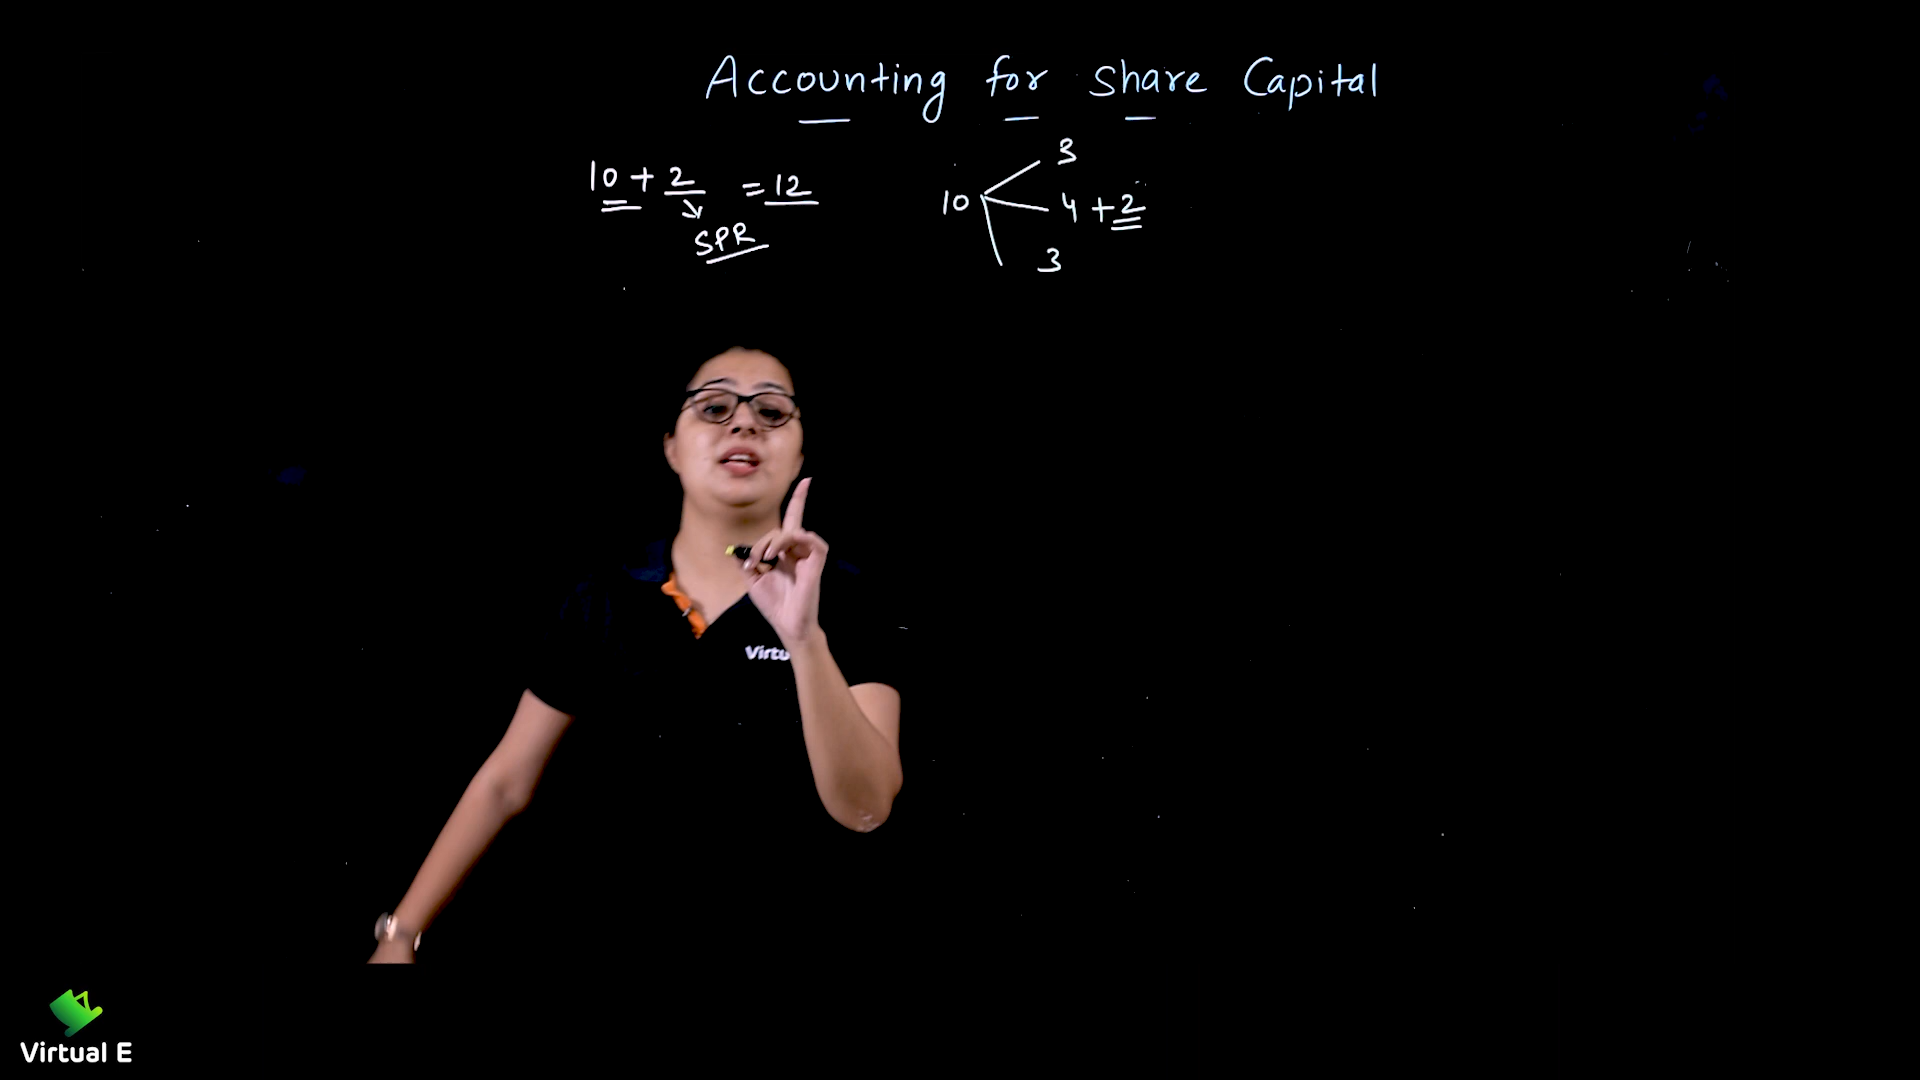 Accounting for Share Capital
10 + 2 = 12
SPR
10
3
4 + 2
3
Virtu
Virtual E